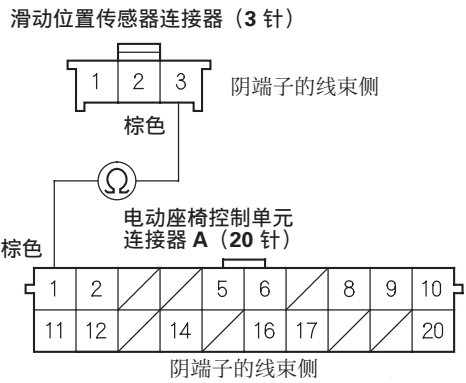 滑动位置传感器连接器（3 针）
1 2 3
阴端子的线束侧
棕色
Ω
电动座椅控制单元
连接器 A（20 针）
棕色
1 2 5 6 8 9 10
11 12 14 16 17 20
阴端子的线束侧